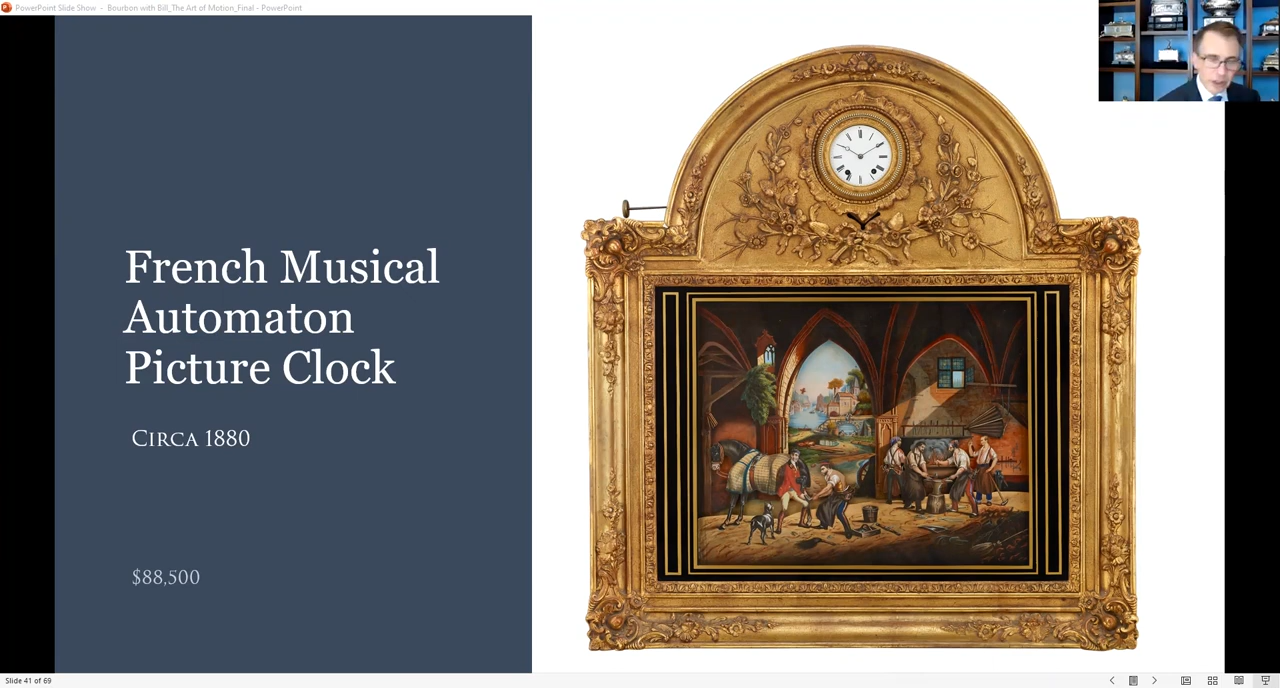 PowerPoint Slide Show - Bourbon with Bill_The Art of Motion_Final - PowerPoint
French Musical
Automaton
Picture Clock
Circa 1880
$88,500
Slide 41 of 69